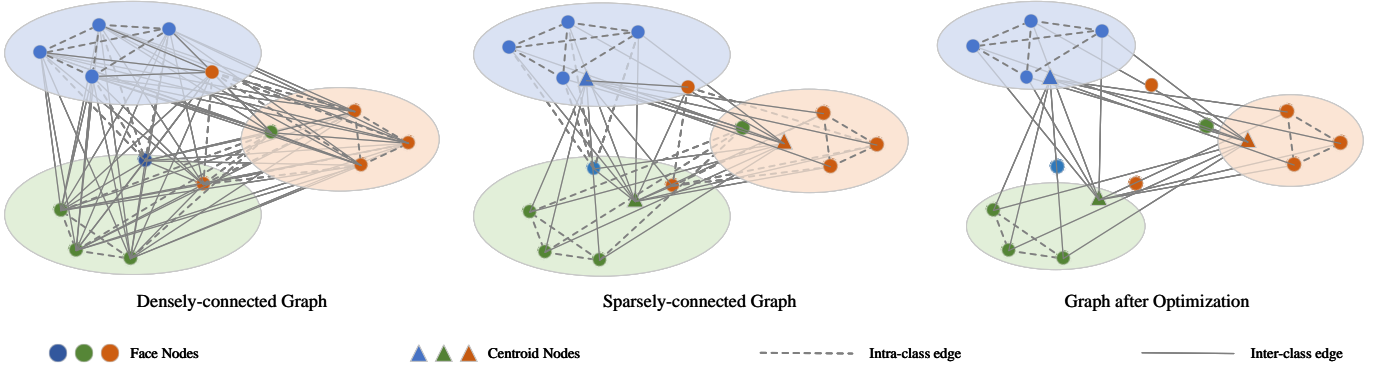 Densely-connected Graph
Sparsely-connected Graph
Graph after Optimization
Face Nodes
Centroid Nodes
Intra-class edge
Inter-class edge